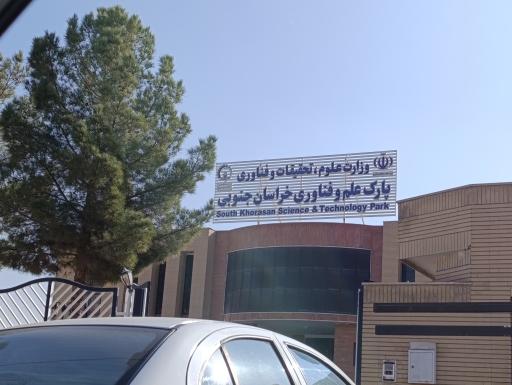 وزارت علوم، تحقیقات و فناوری
پارک علم و فناوری خراسان جنوبی
South Khorasan Science & Technology Park